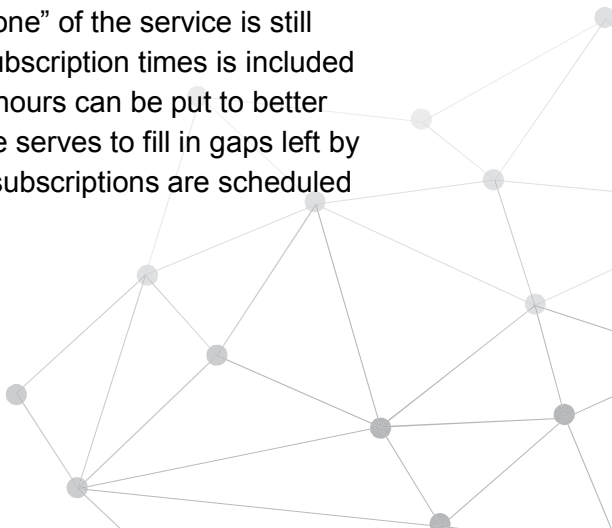 one” of the service is still
ubscription times is included
hours can be put to better
e serves to fill in gaps left by
subscriptions are scheduled